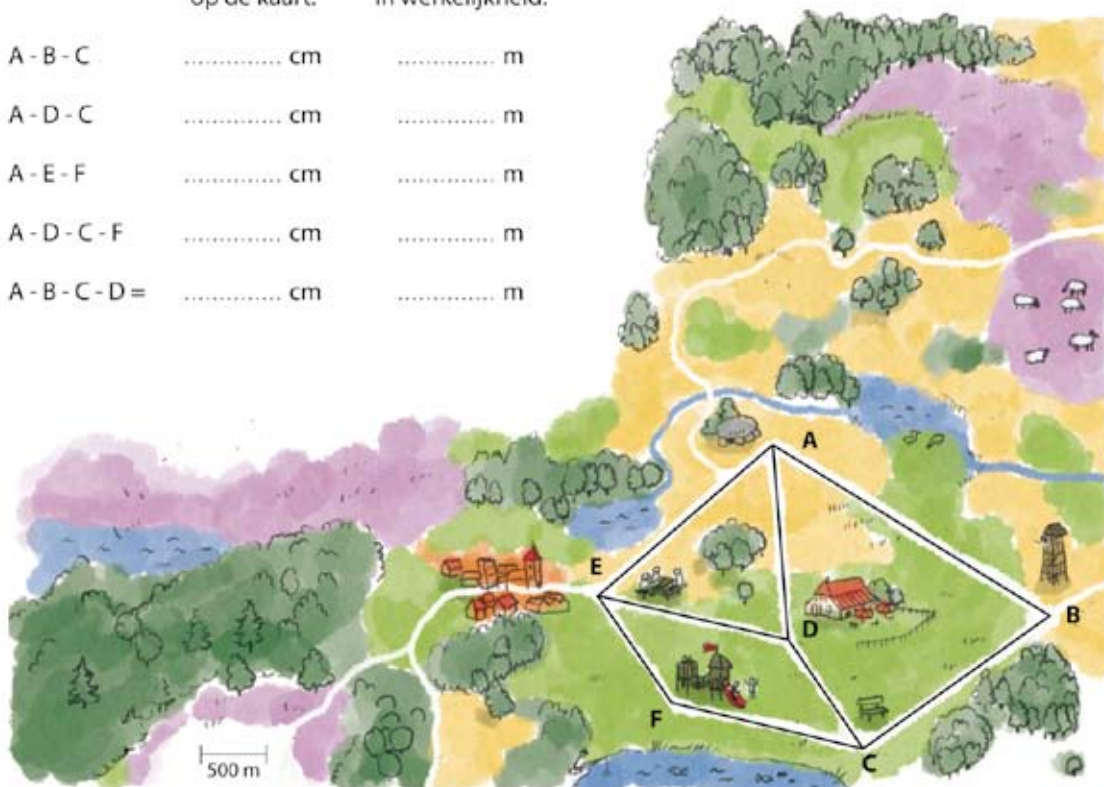 op de kaart: in werkelijkheid:
A - B - C ............. cm ............. m
A - D - C ............. cm ............. m
A - E - F ............. cm ............. m
A - D - C - F ............. cm ............. m
A - B - C - D = ............. cm ............. m
A
E
B
D
F
C
500 m